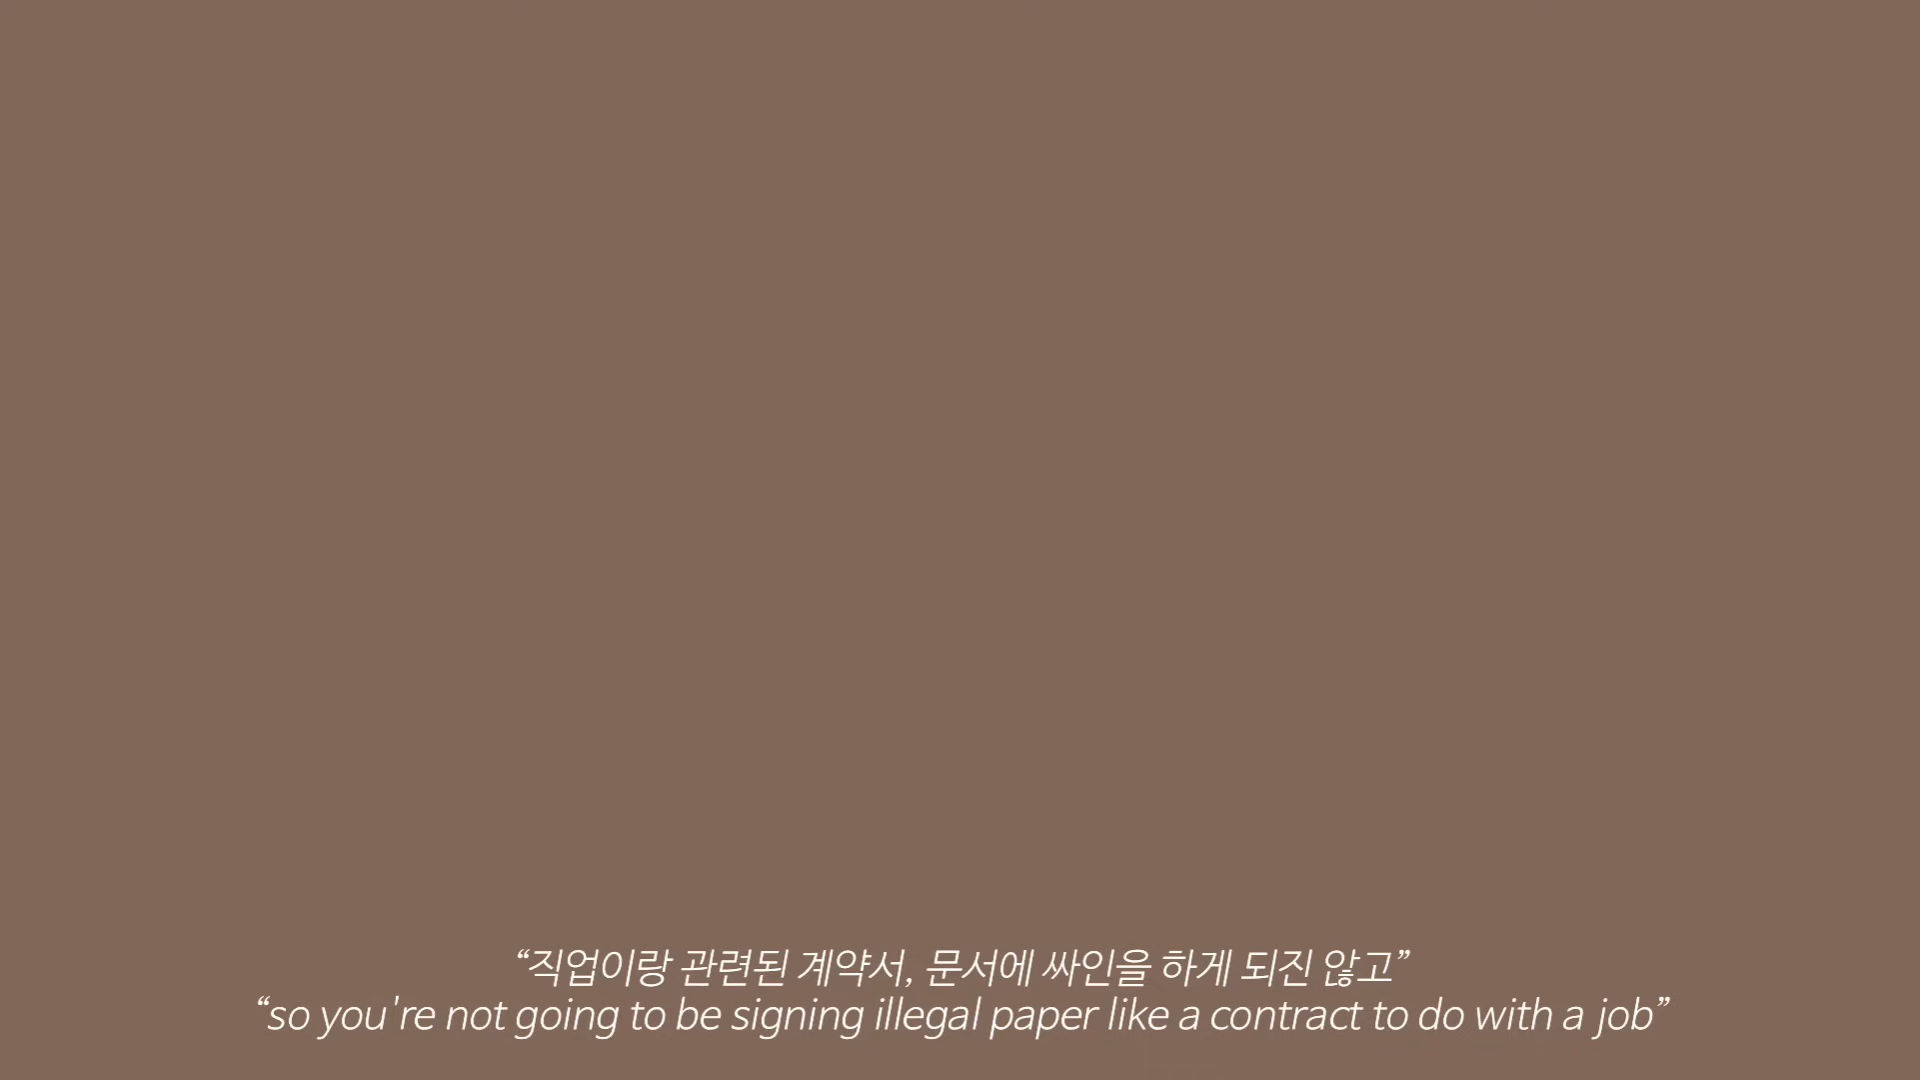 “직업이랑 관련된 계약서, 문서에 싸인을 하게 되진 않고”
“so you're not going to be signing illegal paper like a contract to do with a job”